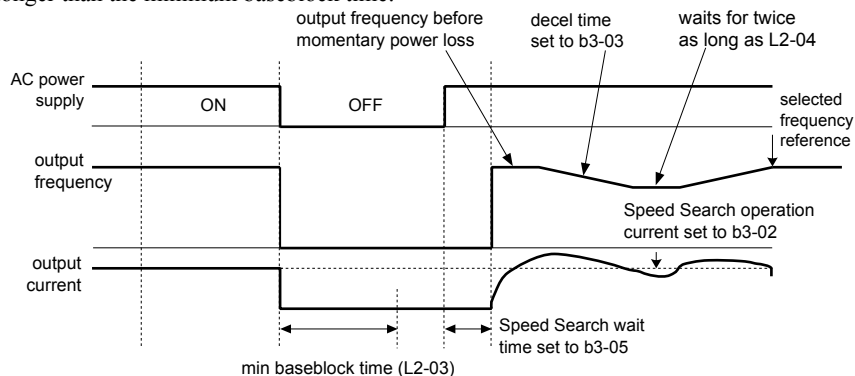 longer than the minimum baseblock time.
output frequency before
momentary power loss
decel time
set to b3-03
waits for twice
as long as L2-04
AC power
supply
ON
OFF
selected
frequency
reference
output
frequency
Speed Search operation
current set to b3-02
output
current
Speed Search wait
time set to b3-05
min baseblock time (L2-03)